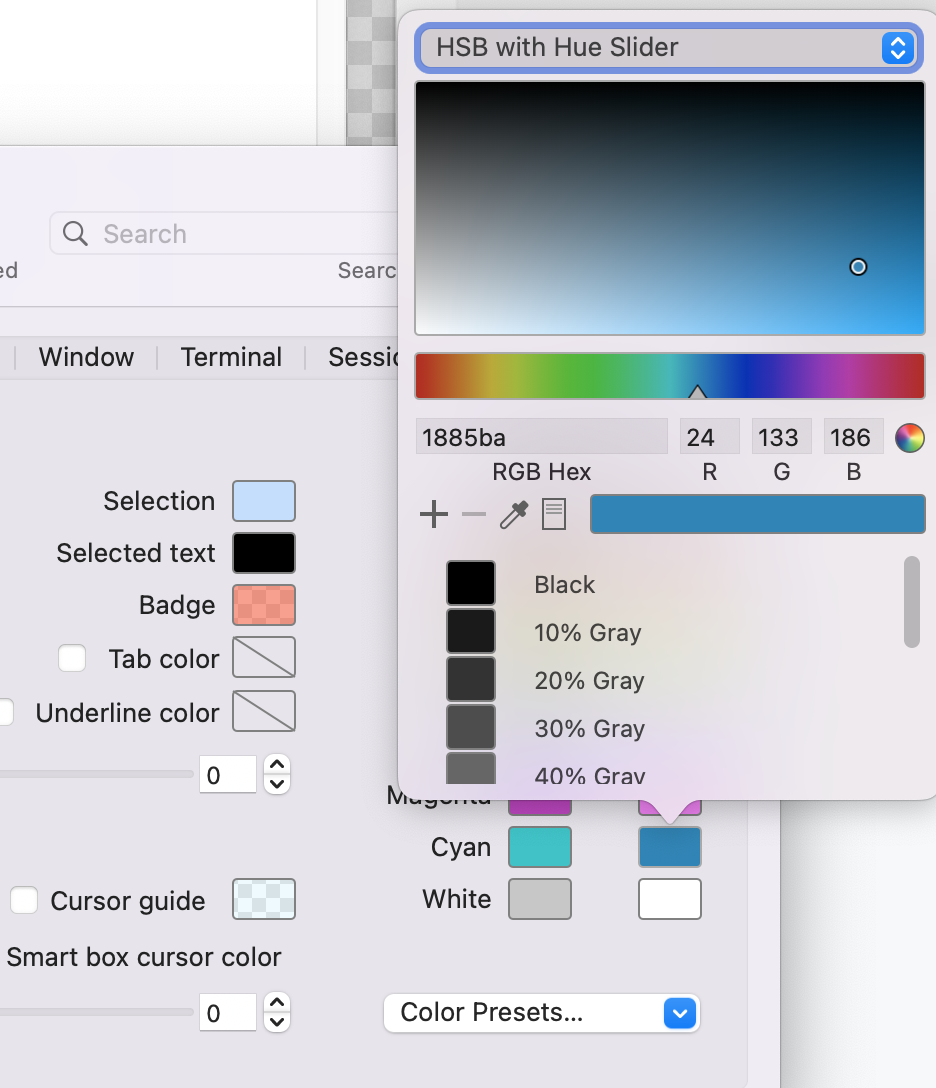 HSB with Hue Slider
Search
ed
Searc
Window Terminal Sessio
1885ba 24 133 186
RGB Hex R G B
Selection
Selected text
Badge
Tab color
Underline color
0
Black
10% Gray
20% Gray
30% Gray
40% Gray
Magenta
Cyan
White
Cursor guide
Smart box cursor color
0
Color Presets...